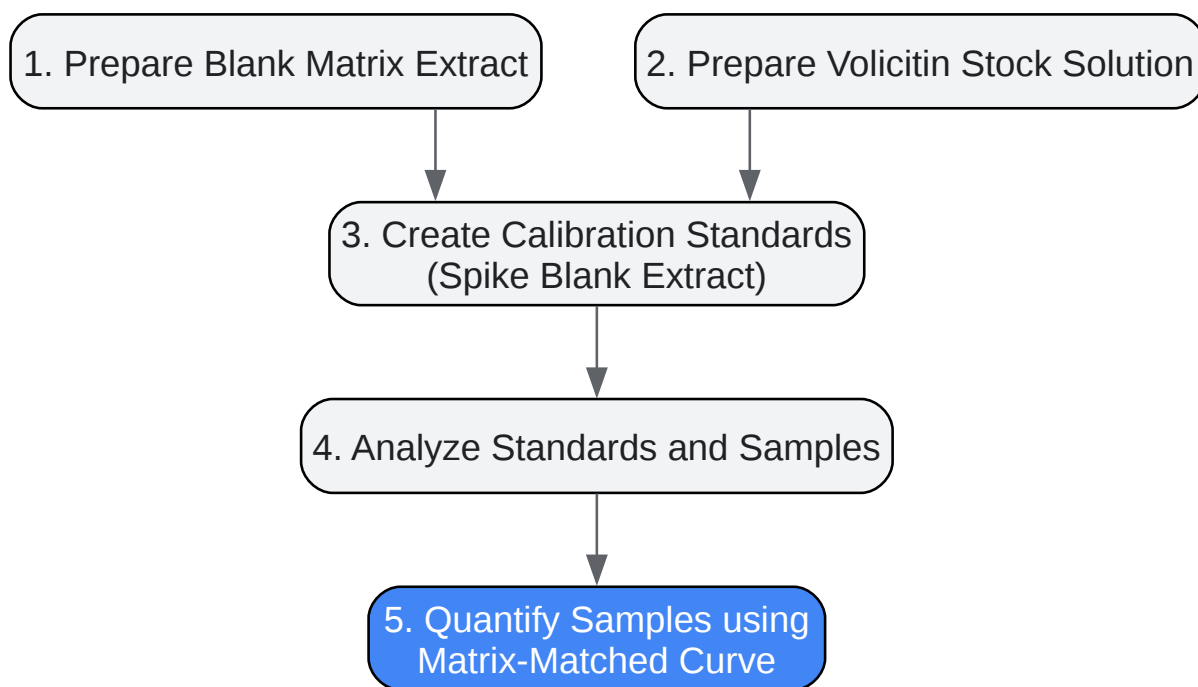 1. Prepare Blank Matrix Extract
2. Prepare Volicitin Stock Solution
3. Create Calibration Standards
(Spike Blank Extract)
4. Analyze Standards and Samples
5. Quantify Samples using
Matrix-Matched Curve